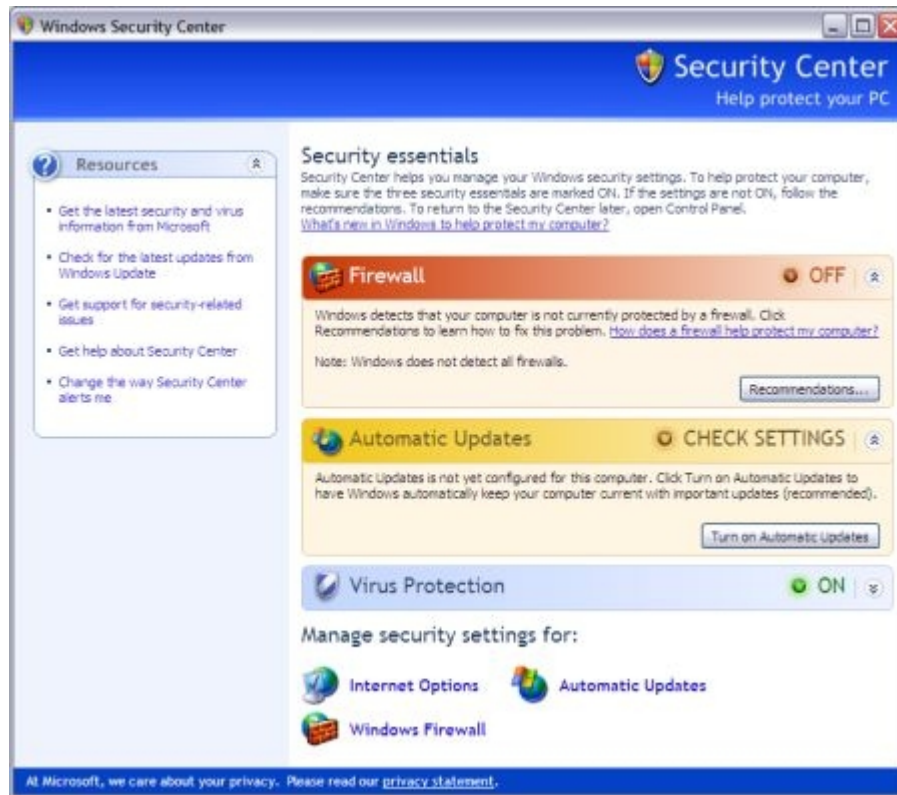 Windows Security Center
Security Center
Help protect your PC
Resources
Get the latest security and virus
information from Microsoft
Check for the latest updates from
Windows Update
Get support for security-related
issues
Get help about Security Center
Change the way Security Center
alerts me
Security essentials
Security Center helps you manage your Windows security settings. To help protect your computer,
make sure the three security essentials are marked ON. If the settings are not ON, follow the
recommendations. To return to the Security Center later, open Control Panel.
What's new in Windows to help protect my computer?
Firewall OFF
Windows detects that your computer is not currently protected by a firewall. Click
Recommendations to learn how to fix this problem. How does a firewall help protect my computer?
Note: Windows does not detect all firewalls.
Recommendations...
Automatic Updates CHECK SETTINGS
Automatic Updates is not yet configured for this computer. Click Turn on Automatic Updates to
have Windows automatically keep your computer current with important updates (recommended).
Turn on Automatic Updates
Virus Protection ON
Manage security settings for:
Internet Options
Automatic Updates
Windows Firewall
At Microsoft, we care about your privacy. Please read our privacy statement.